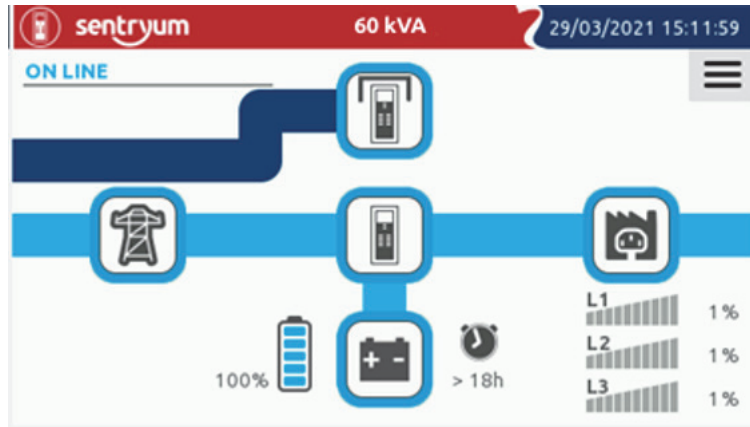 sentryum
60 kVA
29/03/2021 15:11:59
ON LINE
L1
1%
L2
1%
100%
> 18h
L3
1%